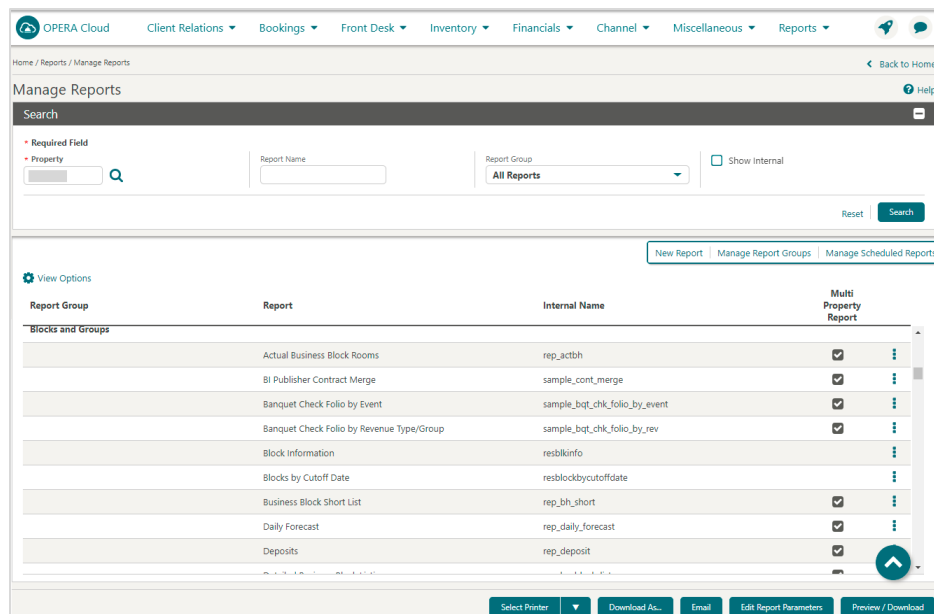 OPERA Cloud Client Relations Bookings Front Desk Inventory Financials Channel Miscellaneous Reports
Home / Reports / Manage Reports Back to Home
Manage Reports Help
Search
* Required Field
* Property Report Name Report Group Show Internal
All Reports
Reset Search
New Report Manage Report Groups Manage Scheduled Reports
View Options
Report Group Report Internal Name Multi Property Report
Blocks and Groups
Actual Business Block Rooms rep_actbh
BI Publisher Contract Merge sample_cont_merge
Banquet Check Folio by Event sample_bqt_chk_folio_by_event
Banquet Check Folio by Revenue Type/Group sample_bqt_chk_folio_by_rev
Block Information resblkinfo
Blocks by Cutoff Date resblockbycutoffdate
Business Block Short List rep_bh_short
Daily Forecast rep_daily_forecast
Deposits rep_deposit
Select Printer Download As... Email Edit Report Parameters Preview / Download